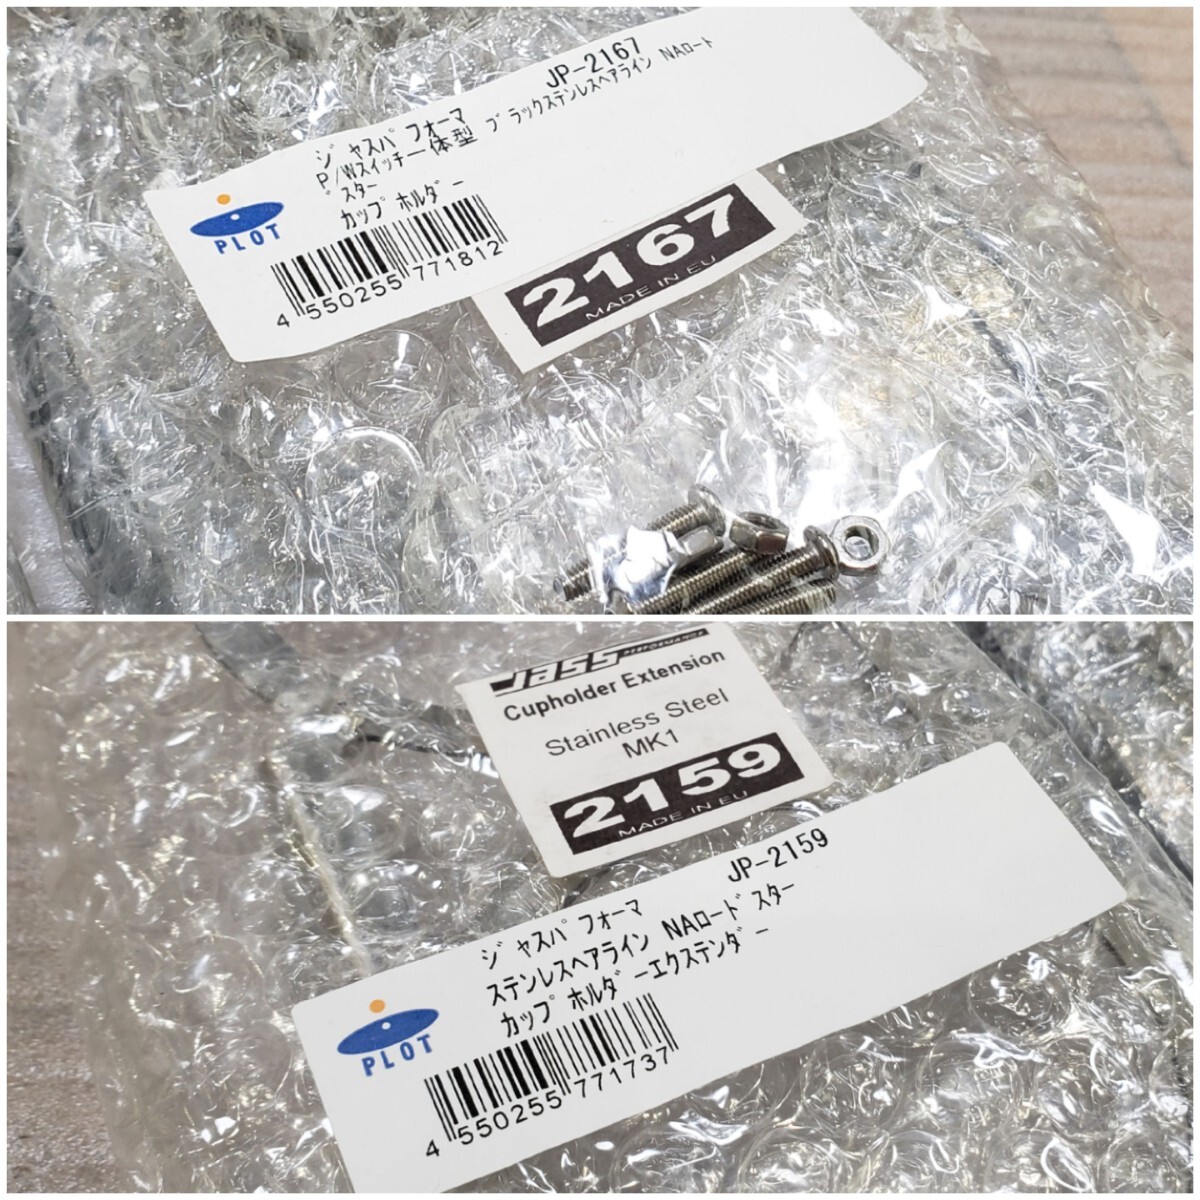 JP-2167
ジャスパフォーマ
P/Wスイッチ一体型 ブラックステンレスヘアライン NAロート
゛スター
カップホルダー
PLOT
4 550255 771812
2167
MADE IN EU
Jass
PERFORMANCE
Cupholder Extension
Stainless Steel
MK1
2159
MADE IN EU
JP-2159
ジャスパフォーマ
ステンレスヘアライン NAロードスター
カップホルダーエクステンダー
PLOT
4 550255 771737